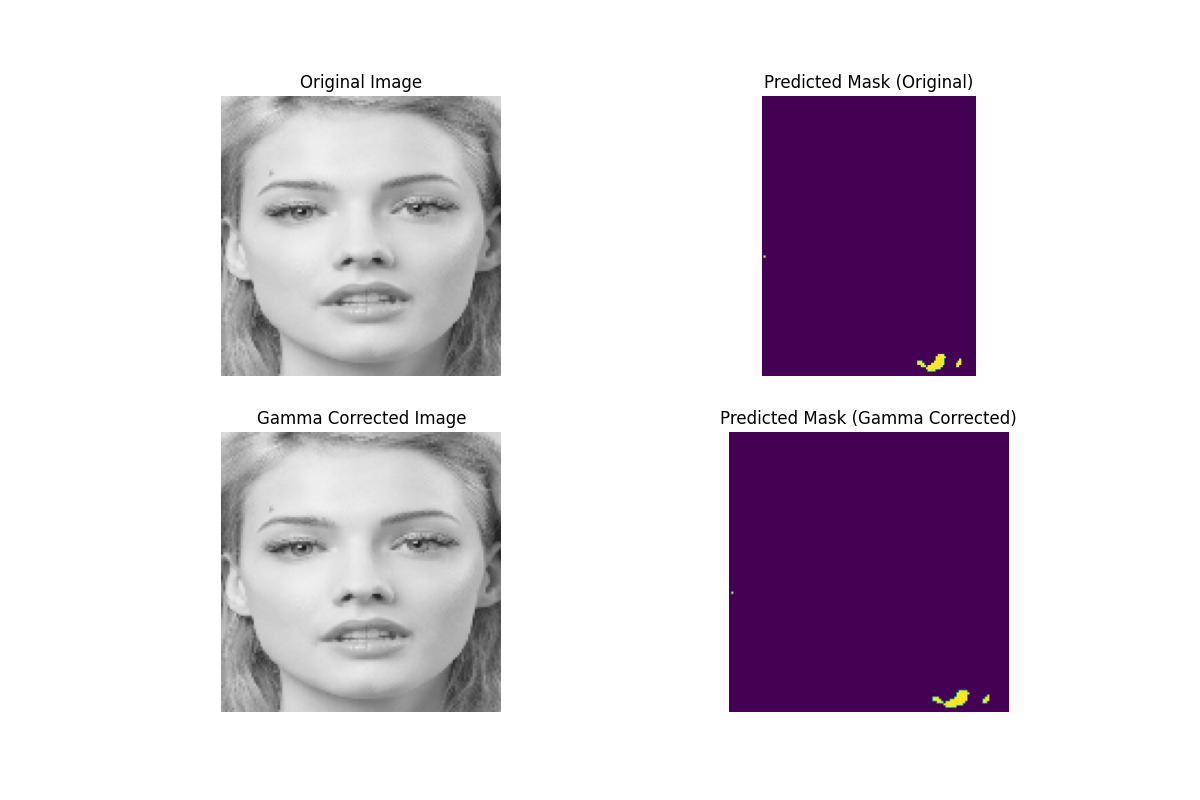 Original Image
Predicted Mask (Original)
Gamma Corrected Image
Predicted Mask (Gamma Corrected)